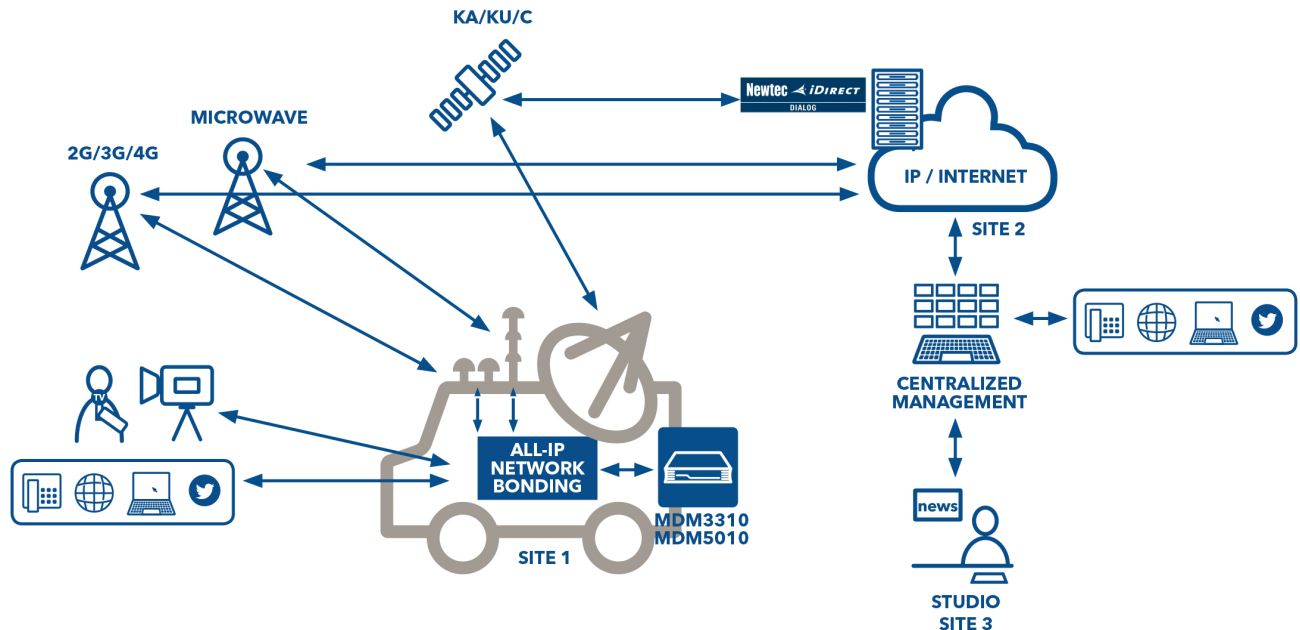 KA/KU/C
Newtec iDIRECT
DIALOG
MICROWAVE
2G/3G/4G
IP / INTERNET
SITE 2
CENTRALIZED
MANAGEMENT
ALL-IP
NETWORK
BONDING
MDM3310
MDM5010
SITE 1
news
STUDIO
SITE 3